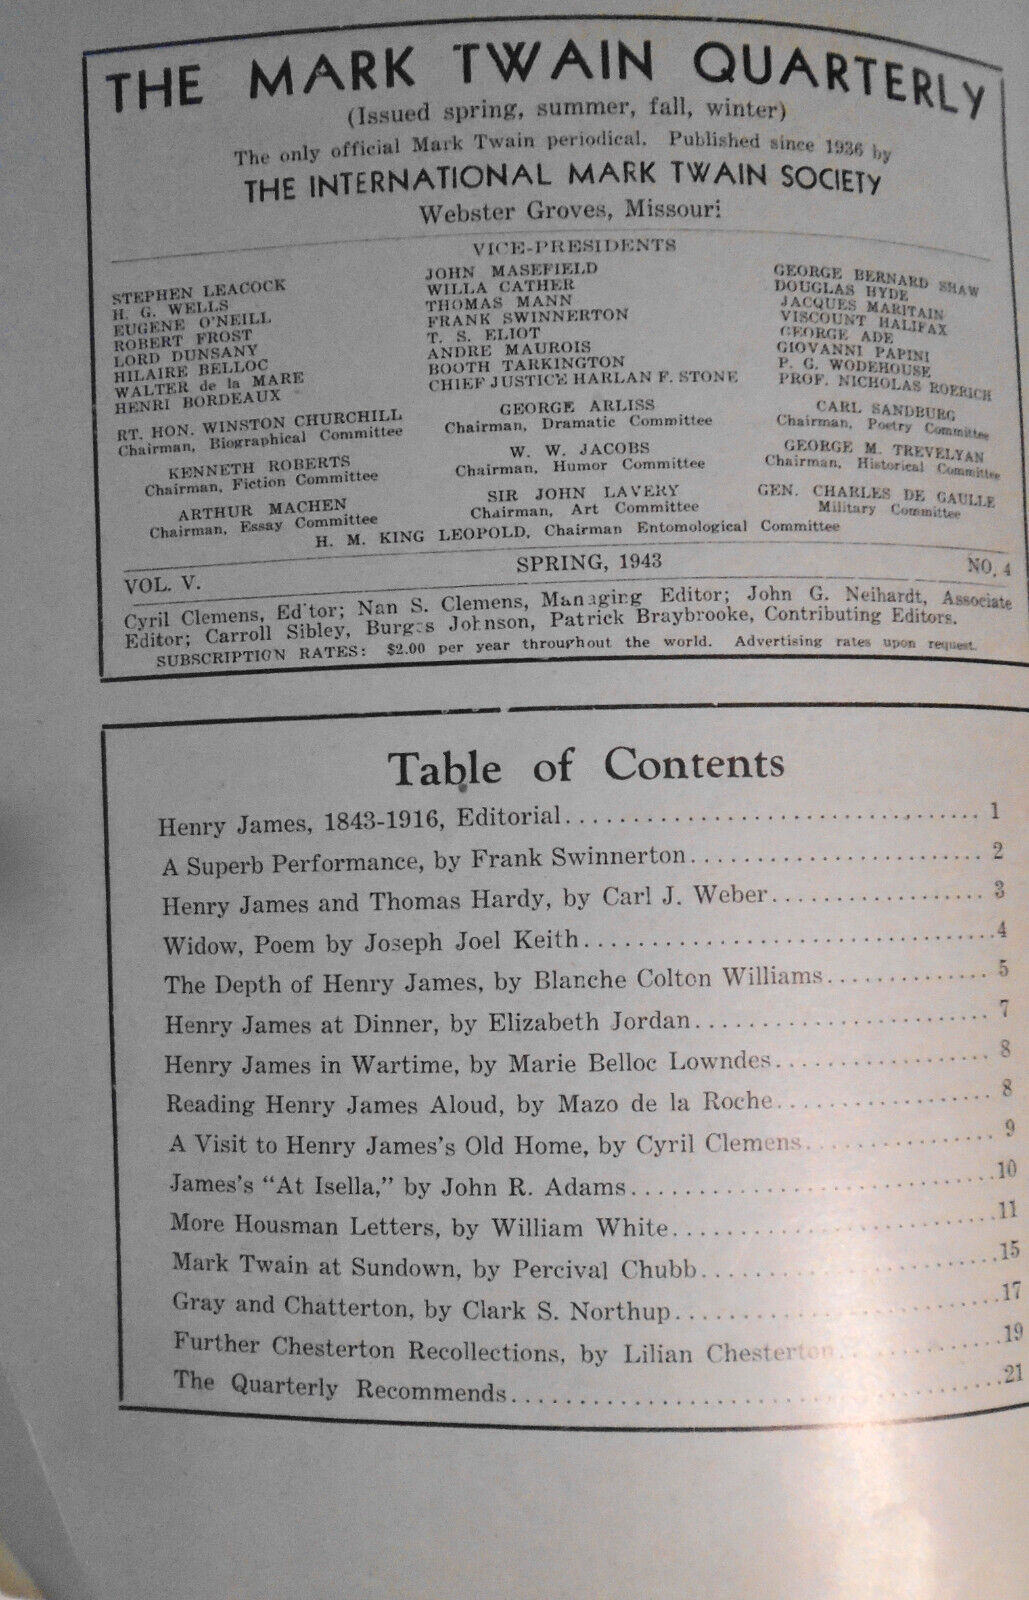 THE MARK TWAIN QUARTERLY
(Issued spring, summer, fall, winter)
The only official Mark Twain periodical. Published since 1936 by
THE INTERNATIONAL MARK TWAIN SOCIETY
Webster Groves, Missouri
VICE-PRESIDENTS
STEPHEN LEACOCK
H. G. WELLS
EUGENE O'NEILL
ROBERT FROST
LORD DUNSANY
HILAIRE BELLOC
WALTER de la MARE
HENRI BORDEAUX
JOHN MASEFIELD
WILLA CATHER
THOMAS MANN
FRANK SWINNERTON
T. S. ELIOT
ANDRE MAUROIS
BOOTH TARKINGTON
CHIEF JUSTICE HARLAN F. STONE
GEORGE BERNARD SHAW
DOUGLAS HYDE
JACQUES MARITAIN
VISCOUNT HALIFAX
GEORGE ADE
GIOVANNI PAPINI
P. G. WODEHOUSE
PROF. NICHOLAS ROERICH
RT. HON. WINSTON CHURCHILL
Chairman, Biographical Committee
GEORGE ARLISS
Chairman, Dramatic Committee
CARL SANDBURG
Chairman, Poetry Committee
KENNETH ROBERTS
Chairman, Fiction Committee
W. W. JACOBS
Chairman, Humor Committee
GEORGE M. TREVELYAN
Chairman, Historical Committee
ARTHUR MACHEN
Chairman, Essay Committee
SIR JOHN LAVERY
Chairman, Art Committee
GEN. CHARLES DE GAULLE
Military Committee
H. M. KING LEOPOLD, Chairman Entomological Committee
VOL. V. SPRING, 1943 NO. 4
Cyril Clemens, Editor; Nan S. Clemens, Managing Editor; John G. Neihardt, Associate
Editor; Carroll Sibley, Burges Johnson, Patrick Braybrooke, Contributing Editors.
SUBSCRIPTION RATES: $2.00 per year throughout the world. Advertising rates upon request.
Table of Contents
Henry James, 1843-1916, Editorial 1
A Superb Performance, by Frank Swinnerton 2
Henry James and Thomas Hardy, by Carl J. Weber 3
Widow, Poem by Joseph Joel Keith 4
The Depth of Henry James, by Blanche Colton Williams 5
Henry James at Dinner, by Elizabeth Jordan 7
Henry James in Wartime, by Marie Belloc Lowndes 8
Reading Henry James Aloud, by Mazo de la Roche 8
A Visit to Henry James's Old Home, by Cyril Clemens 9
James's "At Isella," by John R. Adams 10
More Housman Letters, by William White 11
Mark Twain at Sundown, by Percival Chubb 15
Gray and Chatterton, by Clark S. Northup 17
Further Chesterton Recollections, by Lilian Chesterton 19
The Quarterly Recommends 21